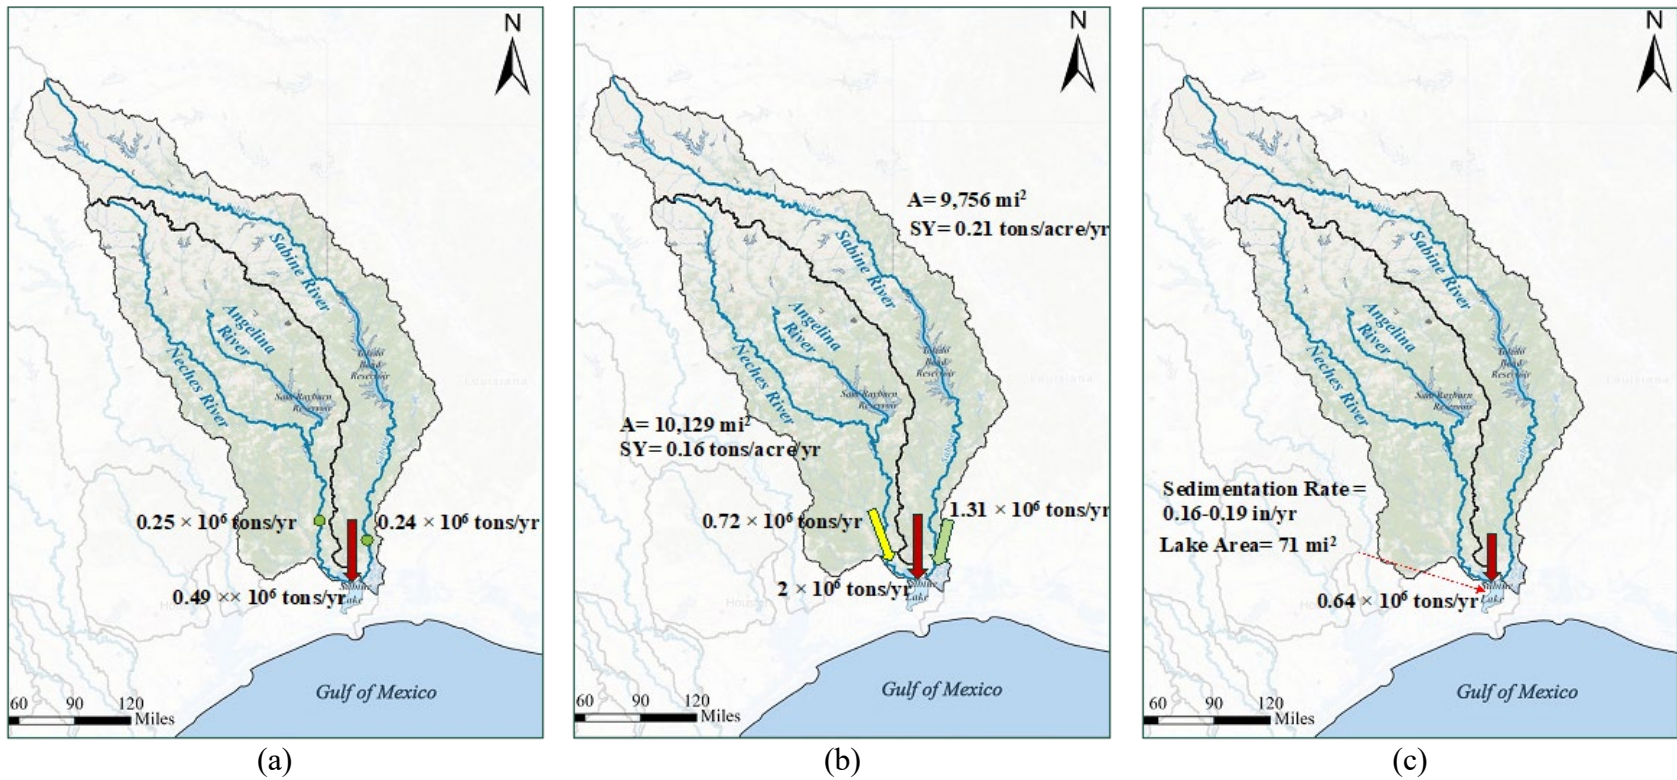 N
Sabine River
Angelina
River
Neches River
Toledo
Bend
Reservoir
Sam Rayburn
Reservoir
Sabine
0.25 × 10⁶ tons/yr
0.24 × 10⁶ tons/yr
0.49 ×× 10⁶ tons/yr
Sabine
Lake
Gulf of Mexico
60 90 120
Miles
(a)
N
A= 9,756 mi²
SY= 0.21 tons/acre/yr
Sabine River
Angelina
River
Neches River
Toledo
Bend
Reservoir
Sam Rayburn
Reservoir
Louisiana
A= 10,129 mi²
SY= 0.16 tons/acre/yr
Sabine
0.72 × 10⁶ tons/yr
1.31 × 10⁶ tons/yr
2 × 10⁶ tons/yr
Sabine
Lake
Gulf of Mexico
60 90 120
Miles
(b)
N
Sabine River
Angelina
River
Neches River
Toledo
Bend
Reservoir
Sam Rayburn
Reservoir
Louisiana
Sabine
Sedimentation Rate =
0.16-0.19 in/yr
Lake Area= 71 mi²
0.64 × 10⁶ tons/yr
Sabine
Lake
Gulf of Mexico
60 90 120
Miles
(c)